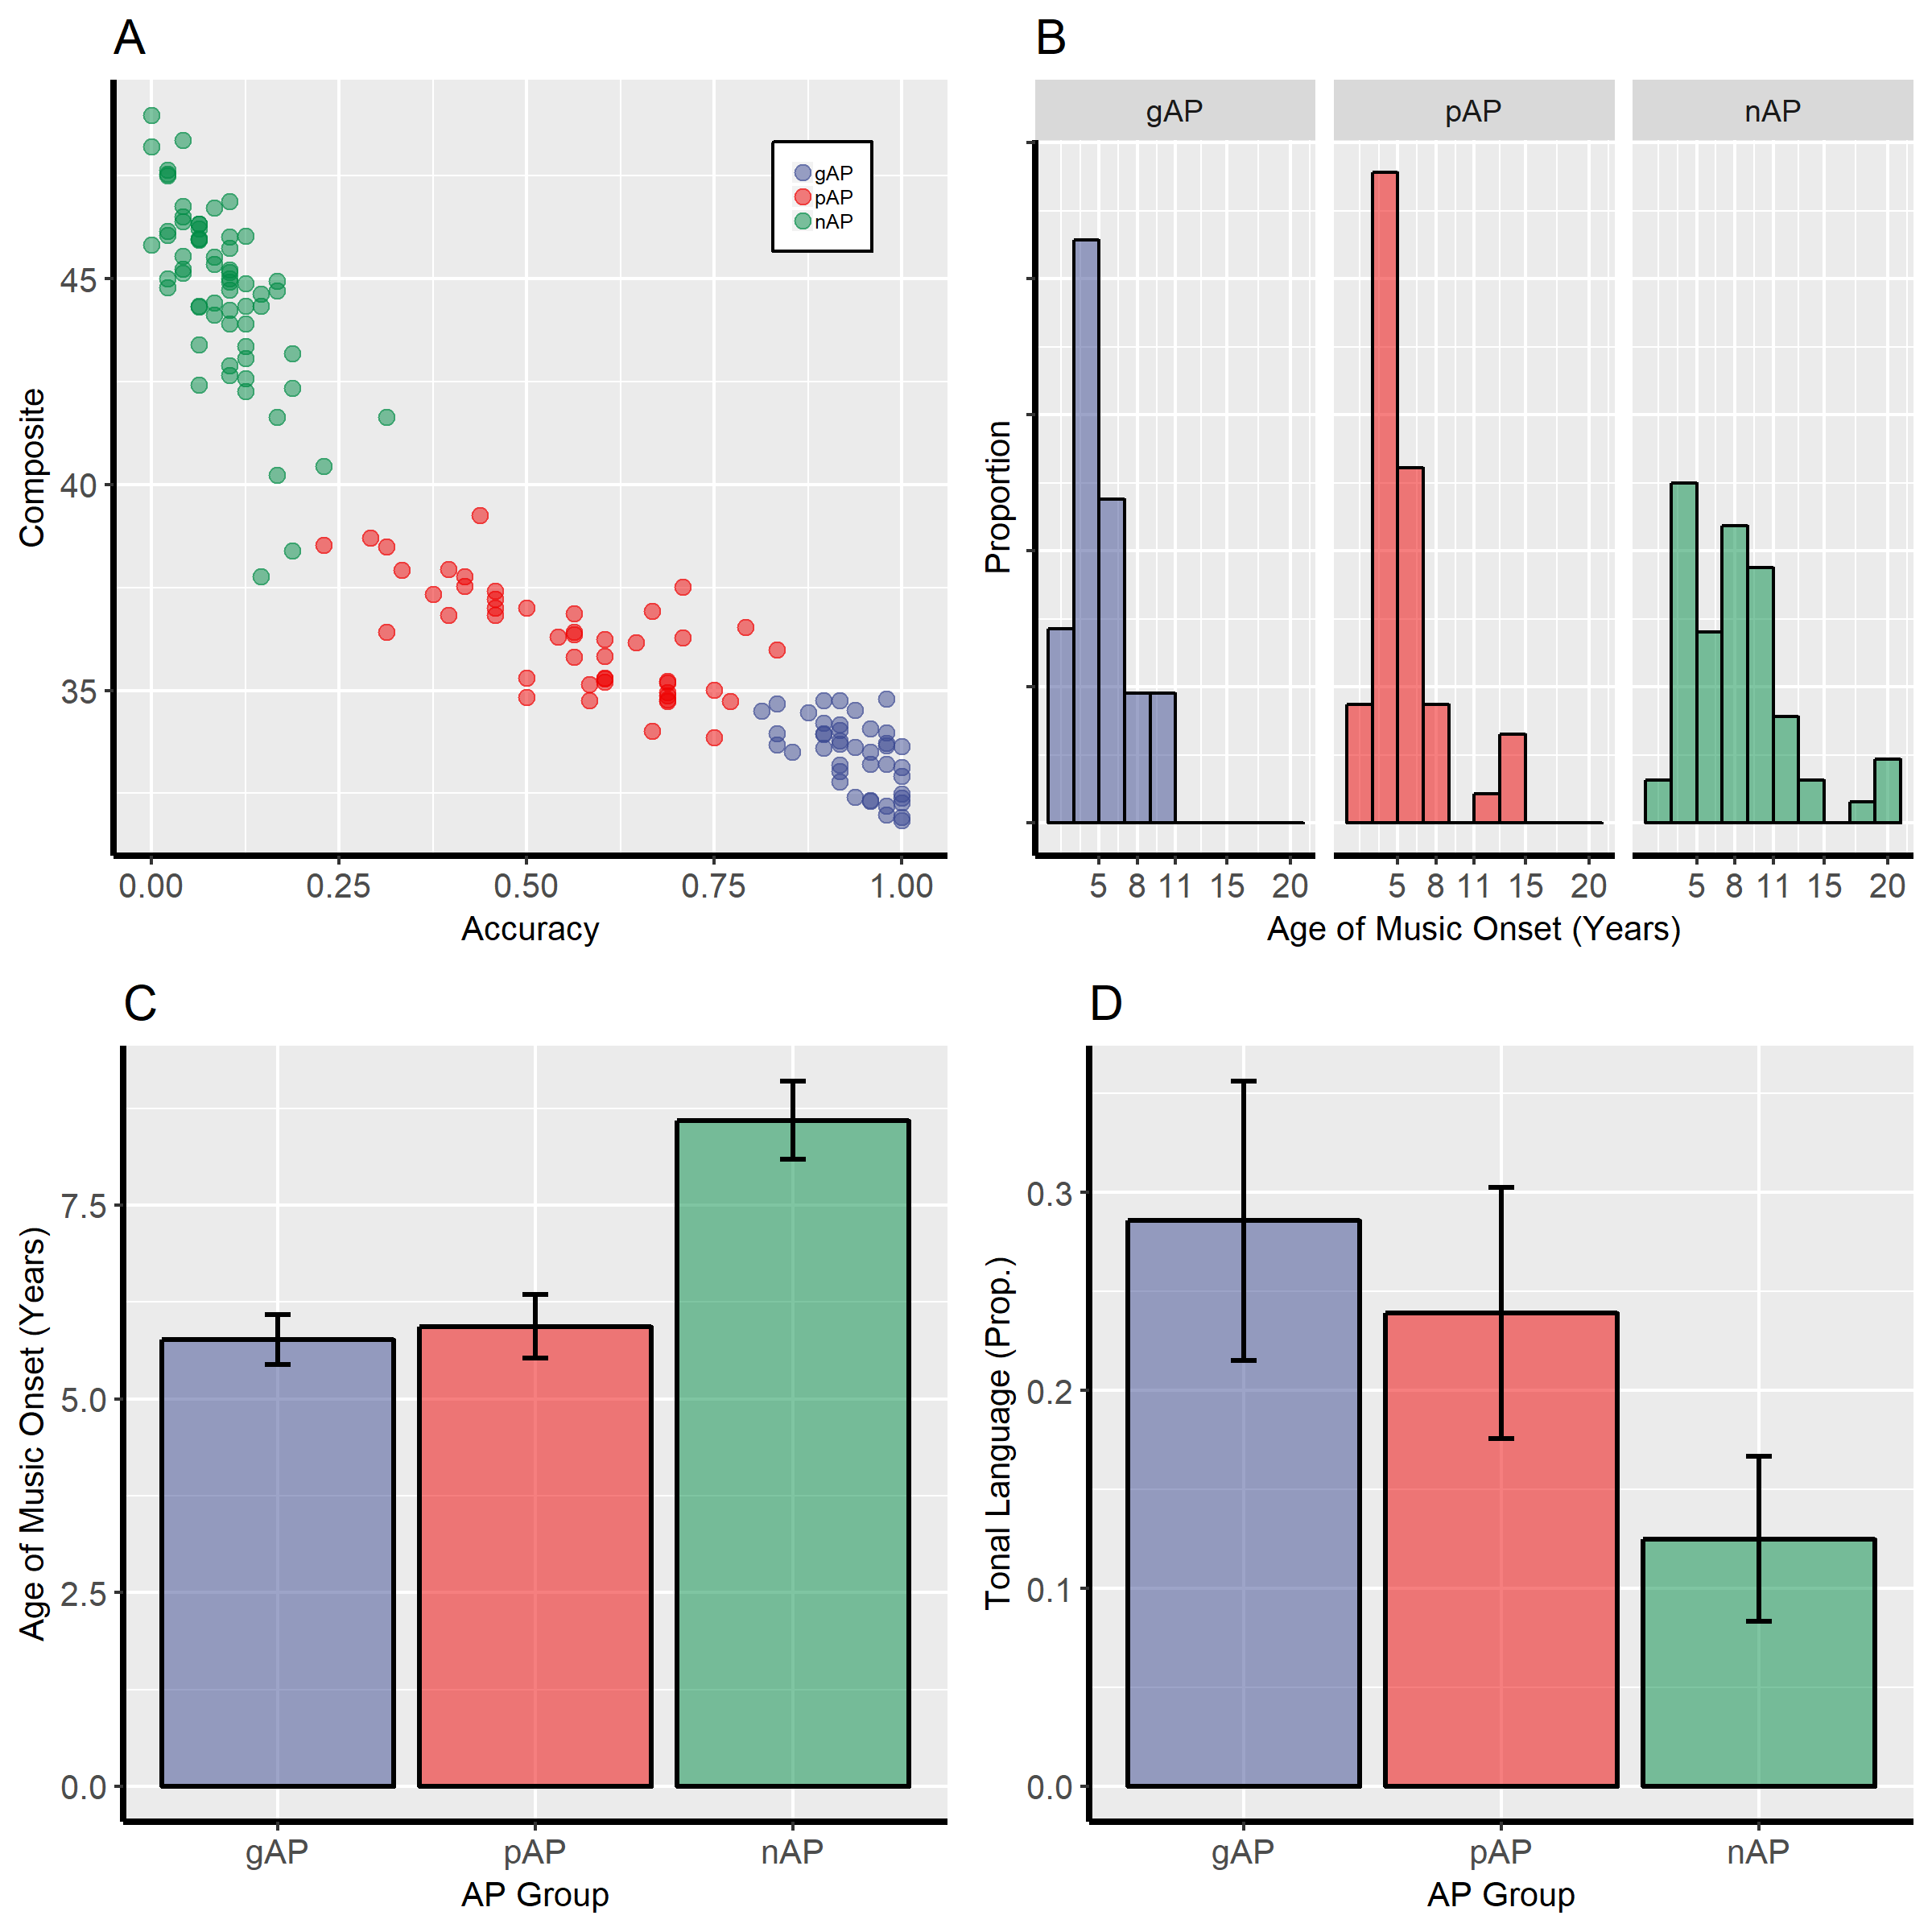 A
Composite
45
40
35
0.00 0.25 0.50 0.75 1.00
Accuracy
gAP
pAP
nAP
B
gAP pAP nAP
Proportion
5 8 11 15 20 5 8 11 15 20 5 8 11 15 20
Age of Music Onset (Years)
C
Age of Music Onset (Years)
7.5
5.0
2.5
0.0
gAP pAP nAP
AP Group
D
Tonal Language (Prop.)
0.3
0.2
0.1
0.0
gAP pAP nAP
AP Group